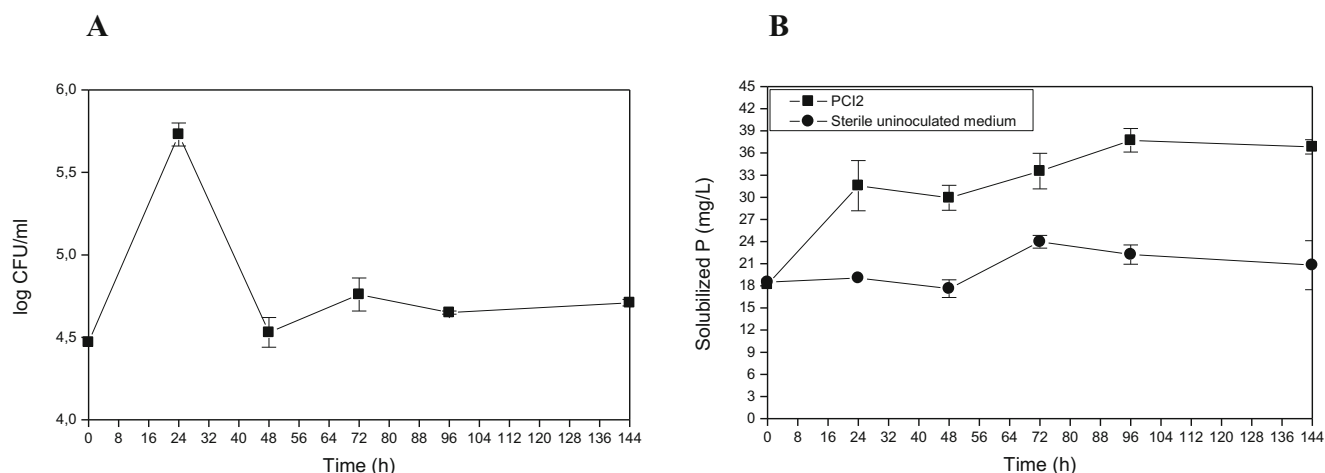 A
6,0
5,5
5,0
4,5
4,0
log CFU/ml
0 8 16 24 32 40 48 56 64 72 80 88 96 104 112 120 128 136 144
Time (h)
B
45
42
39
36
33
30
27
24
21
18
15
12
9
6
3
0
Solubilized P (mg/L)
PCI2
Sterile uninoculated medium
0 8 16 24 32 40 48 56 64 72 80 88 96 104 112 120 128 136 144
Time (h)